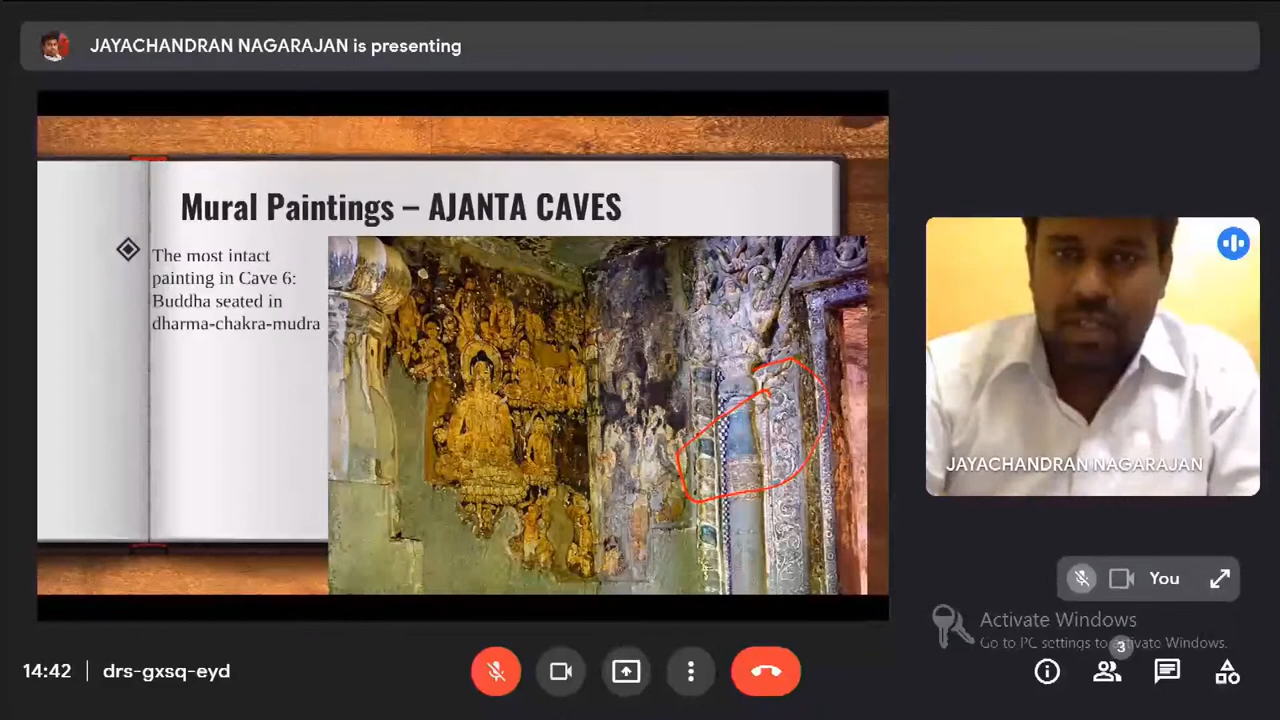 JAYACHANDRAN NAGARAJAN is presenting
Mural Paintings – AJANTA CAVES
The most intact
painting in Cave 6:
Buddha seated in
dharma-chakra-mudra
JAYACHANDRAN NAGARAJAN
You
Activate Windows
Go to PC settings to activate Windows.
3
14:42 | drs-gxsq-eyd